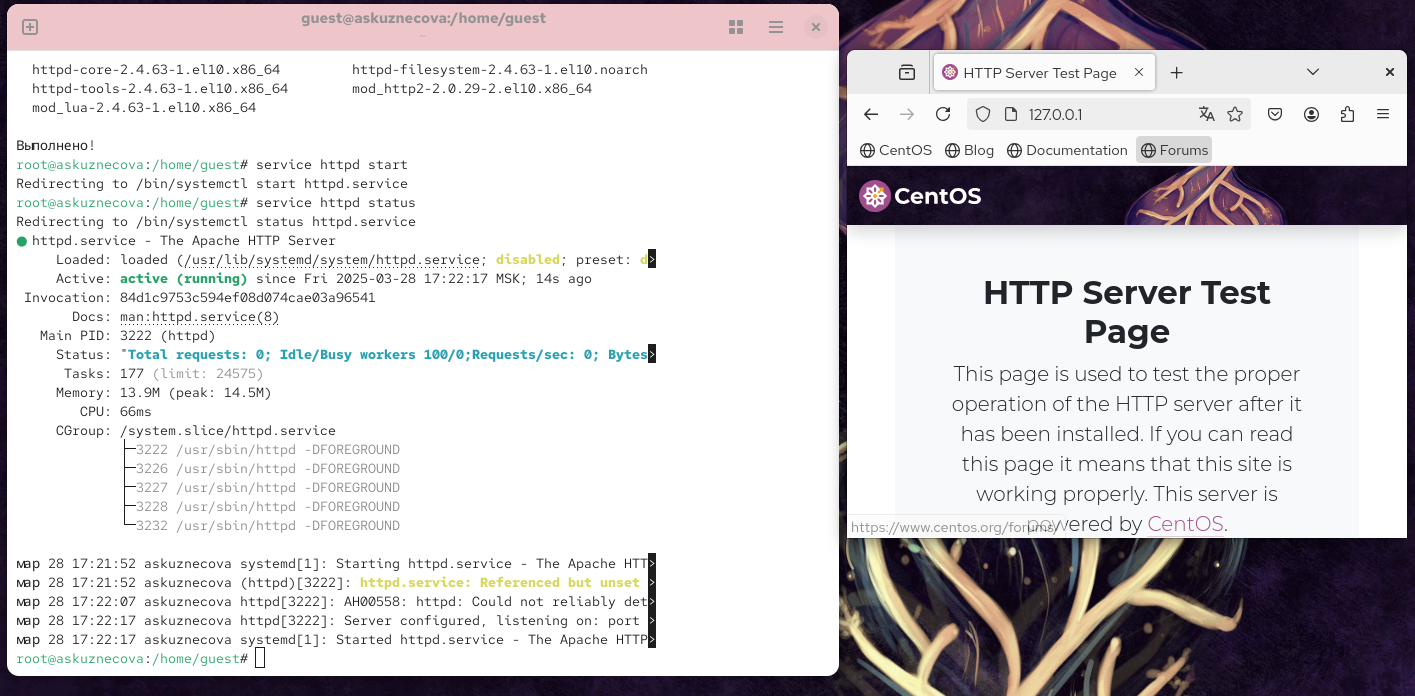 guest@askuznecova:/home/guest
httpd-core-2.4.63-1.el10.x86_64 httpd-filesystem-2.4.63-1.el10.noarch
httpd-tools-2.4.63-1.el10.x86_64 mod_http2-2.0.29-2.el10.x86_64
mod_lua-2.4.63-1.el10.x86_64
Выполнено!
root@askuznecova:/home/guest# service httpd start
Redirecting to /bin/systemctl start httpd.service
root@askuznecova:/home/guest# service httpd status
Redirecting to /bin/systemctl status httpd.service
● httpd.service - The Apache HTTP Server
Loaded: loaded (/usr/lib/systemd/system/httpd.service; disabled; preset: d>
Active: active (running) since Fri 2025-03-28 17:22:17 MSK; 14s ago
Invocation: 84d1c9753c594ef08d074cae03a96541
Docs: man:httpd.service(8)
Main PID: 3222 (httpd)
Status: "Total requests: 0; Idle/Busy workers 100/0;Requests/sec: 0; Bytes>
Tasks: 177 (limit: 24575)
Memory: 13.9M (peak: 14.5M)
CPU: 66ms
CGroup: /system.slice/httpd.service
├─3222 /usr/sbin/httpd -DFOREGROUND
├─3226 /usr/sbin/httpd -DFOREGROUND
├─3227 /usr/sbin/httpd -DFOREGROUND
├─3228 /usr/sbin/httpd -DFOREGROUND
└─3232 /usr/sbin/httpd -DFOREGROUND
мар 28 17:21:52 askuznecova systemd[1]: Starting httpd.service - The Apache HTT>
мар 28 17:21:52 askuznecova (httpd)[3222]: httpd.service: Referenced but unset >
мар 28 17:22:07 askuznecova httpd[3222]: AH00558: httpd: Could not reliably det>
мар 28 17:22:17 askuznecova httpd[3222]: Server configured, listening on: port >
мар 28 17:22:17 askuznecova systemd[1]: Started httpd.service - The Apache HTTP>
root@askuznecova:/home/guest#
HTTP Server Test Page
127.0.0.1
CentOS Blog Documentation Forums
CentOS
HTTP Server Test
Page
This page is used to test the proper
operation of the HTTP server after it
has been installed. If you can read
this page it means that this site is
working properly. This server is
powered by CentOS.
https://www.centos.org/forums/